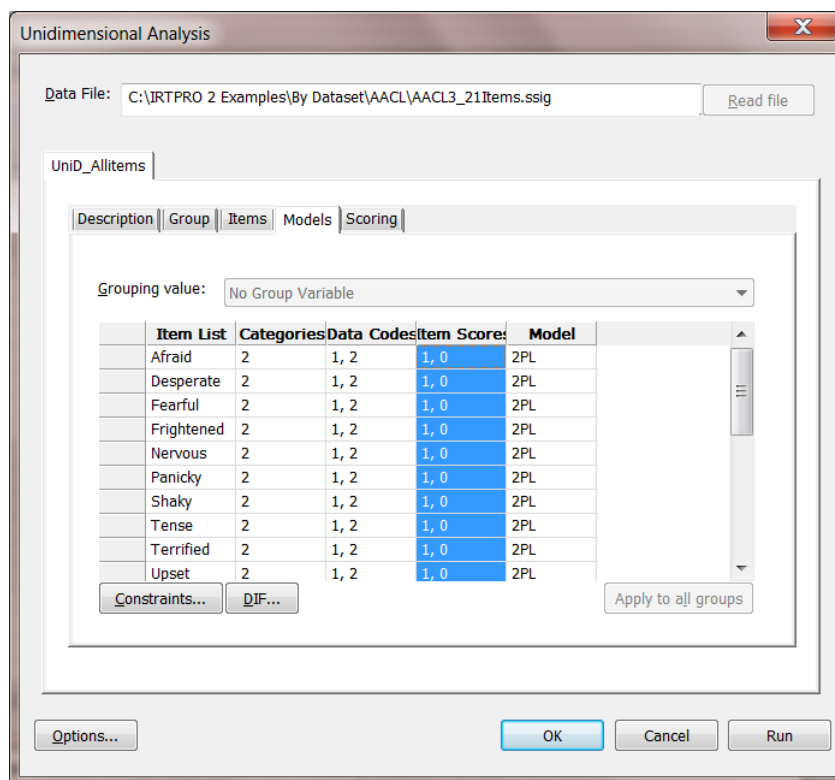 Unidimensional Analysis
X
Data File: C:\IRTPRO 2 Examples\By Dataset\AACL\AACL3_21Items.ssig Read file
UniD_Allitems
Description Group Items Models Scoring
Grouping value: No Group Variable
Item List Categories Data Codes Item Scores Model
Afraid 2 1, 2 1, 0 2PL
Desperate 2 1, 2 1, 0 2PL
Fearful 2 1, 2 1, 0 2PL
Frightened 2 1, 2 1, 0 2PL
Nervous 2 1, 2 1, 0 2PL
Panicky 2 1, 2 1, 0 2PL
Shaky 2 1, 2 1, 0 2PL
Tense 2 1, 2 1, 0 2PL
Terrified 2 1, 2 1, 0 2PL
Upset 2 1, 2 1, 0 2PL
Constraints... DIF... Apply to all groups
Options... OK Cancel Run